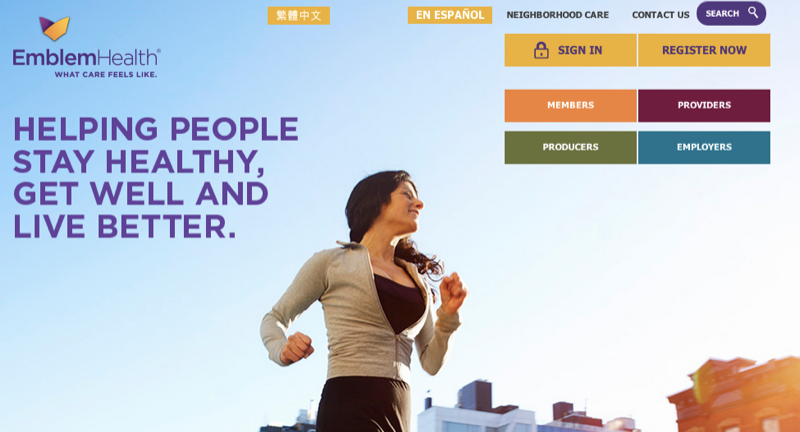 繁體中文
EN ESPAÑOL
NEIGHBORHOOD CARE
CONTACT US
SEARCH
EmblemHealth®
WHAT CARE FEELS LIKE.
SIGN IN
REGISTER NOW
MEMBERS
PROVIDERS
PRODUCERS
EMPLOYERS
HELPING PEOPLE
STAY HEALTHY,
GET WELL AND
LIVE BETTER.